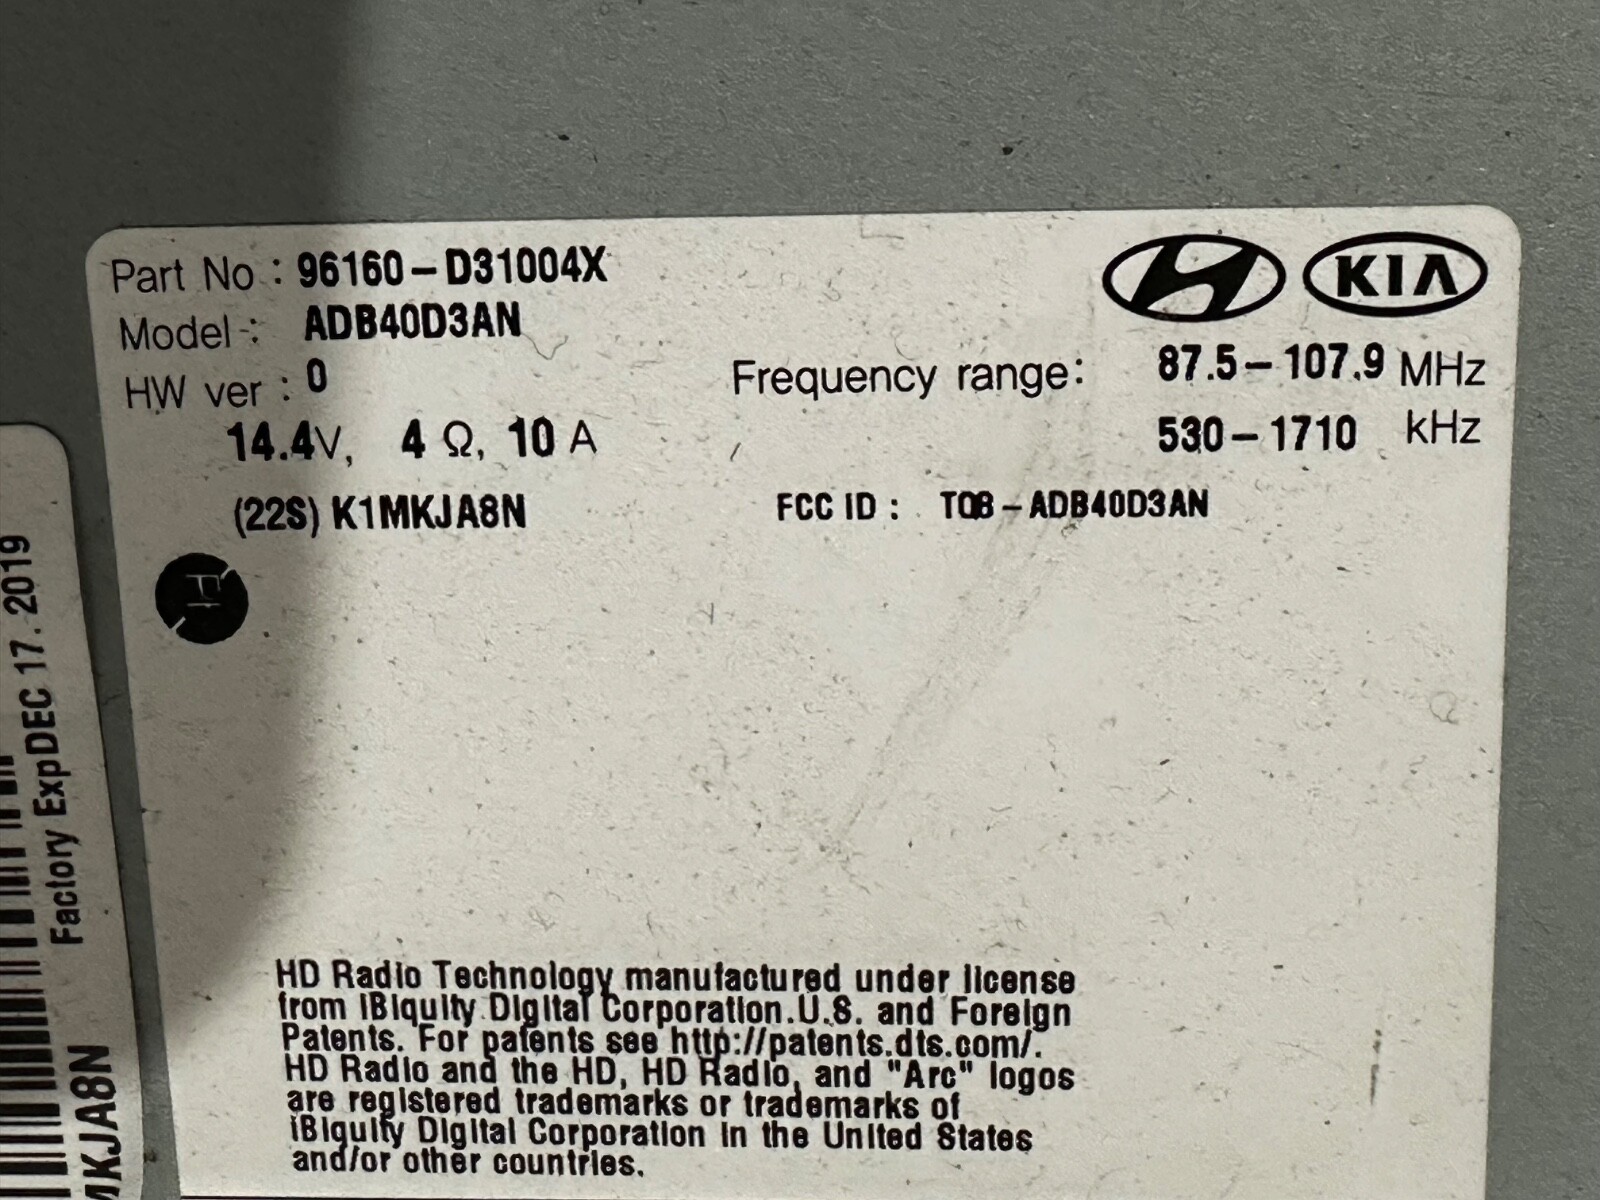 Part No : 96160-D31004X
Model : ADB40D3AN
HW ver : 0
14.4V, 4 Ω, 10 A
(22S) K1MKJA8N
KIA
Frequency range: 87.5-107.9 MHz
530-1710 kHz
FCC ID : TQ8-ADB40D3AN
HD Radio Technology manufactured under license
from iBiquity Digital Corporation.U.S. and Foreign
Patents. For patents see http://patents.dts.com/.
HD Radio and the HD, HD Radio, and "Arc" logos
are registered trademarks or trademarks of
iBiquity Digital Corporation in the United States
and/or other countries.
Factory ExpDEC 17. 2019
MKJA8N